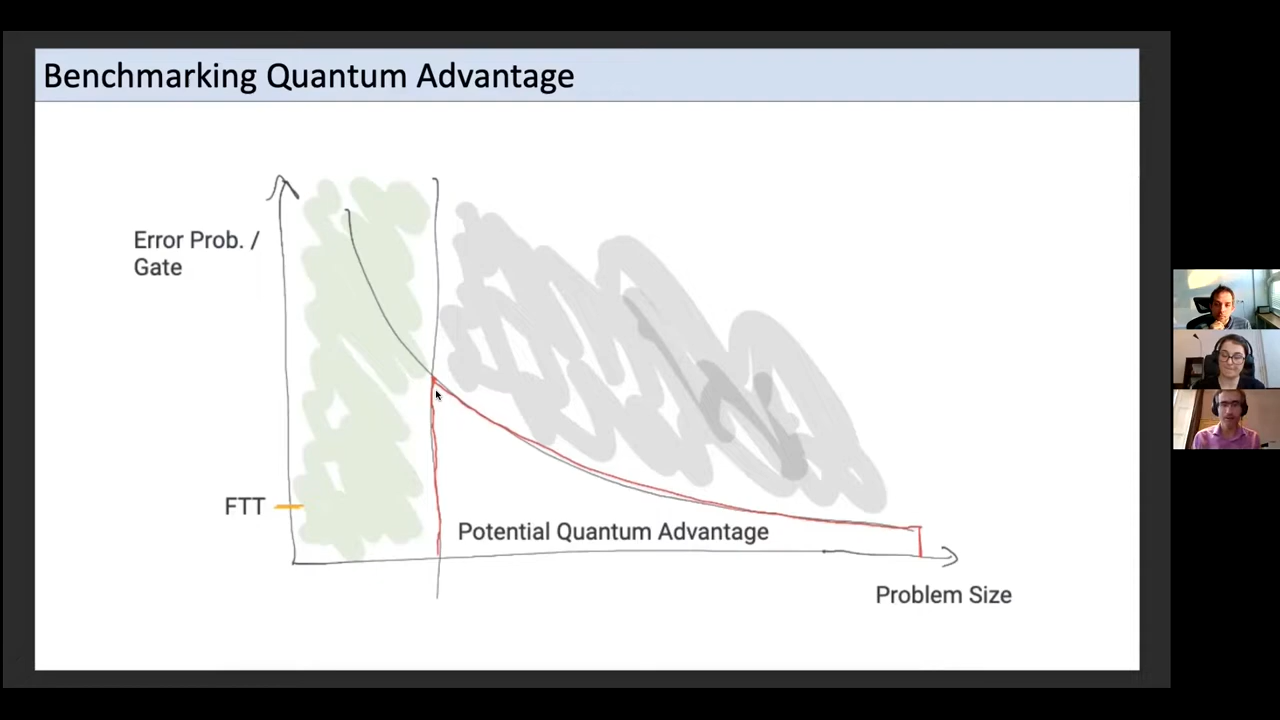 Benchmarking Quantum Advantage
Error Prob. /
Gate
FTT
Potential Quantum Advantage
Problem Size